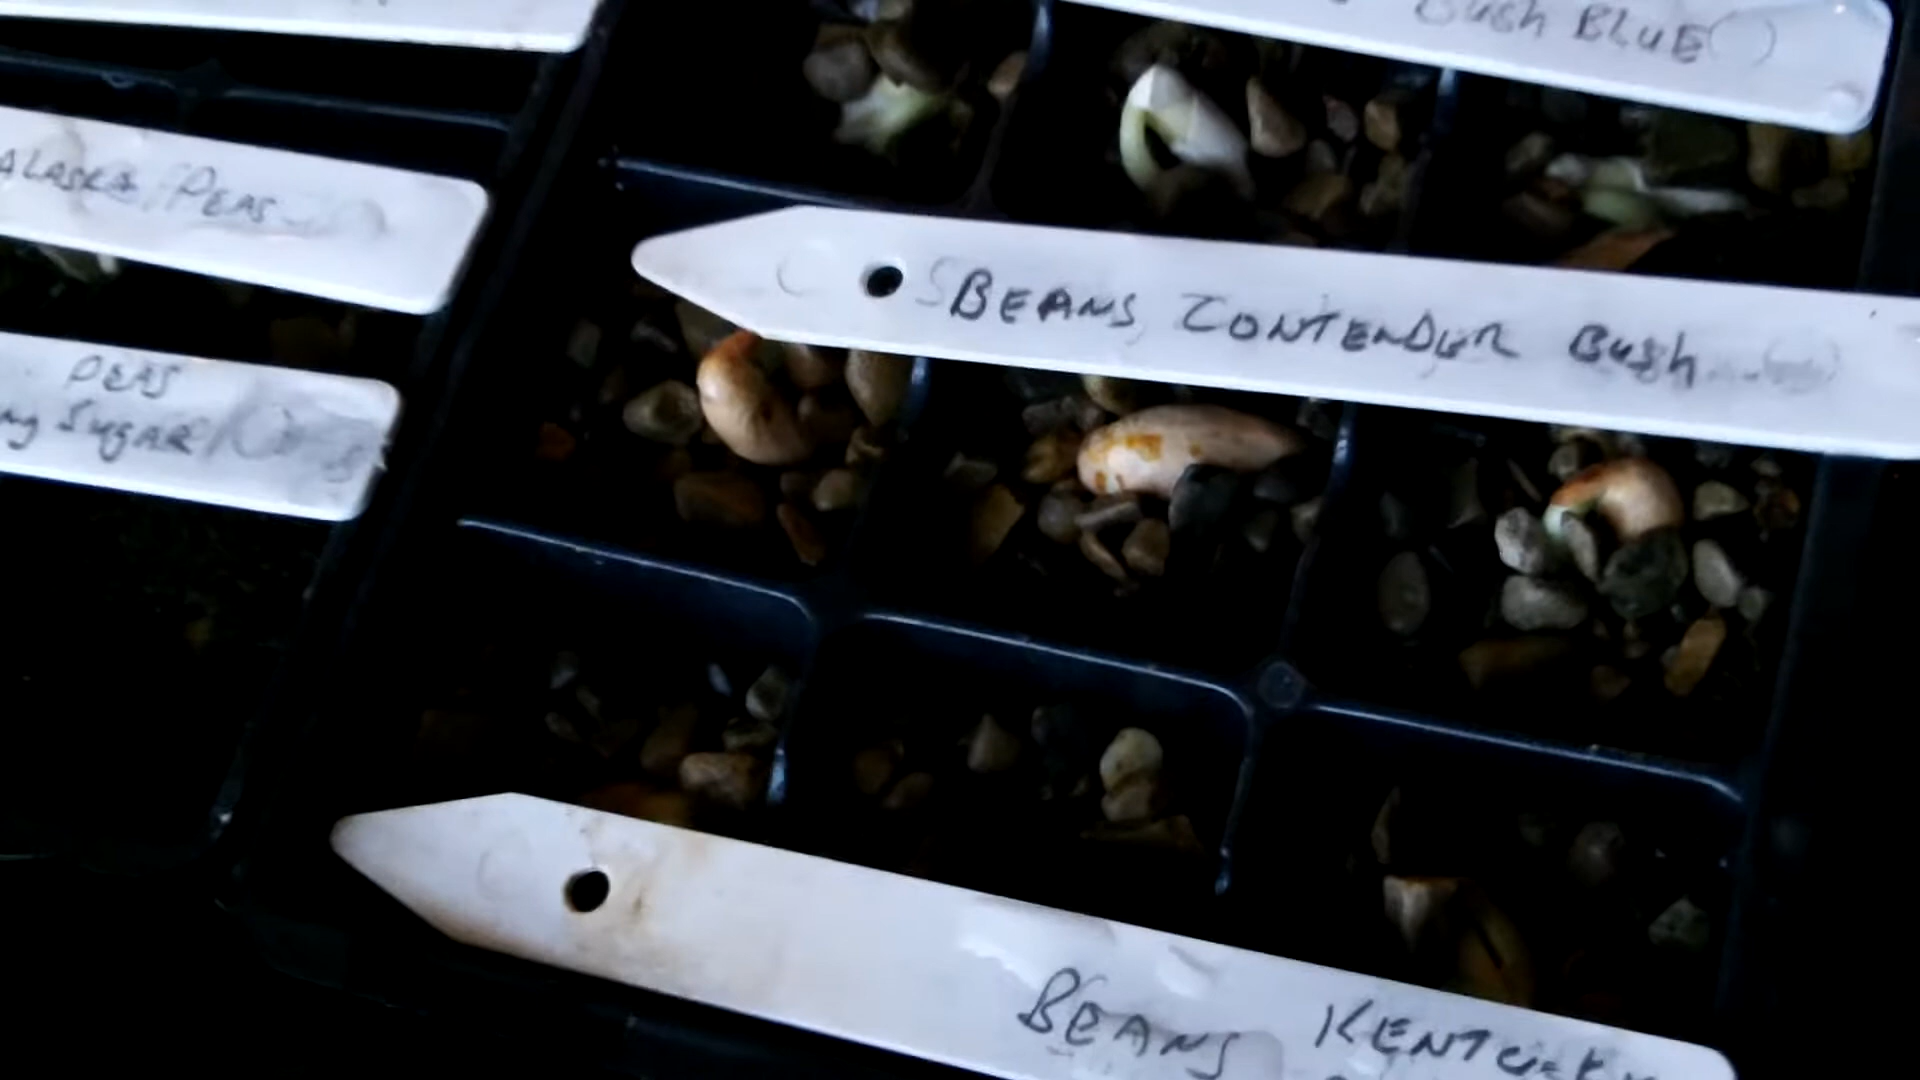 Bush BLUE
ALASKA PEAS
BEANS CONTENDER Bush
PEAS
SUGAR
BEANS KENTUCKY